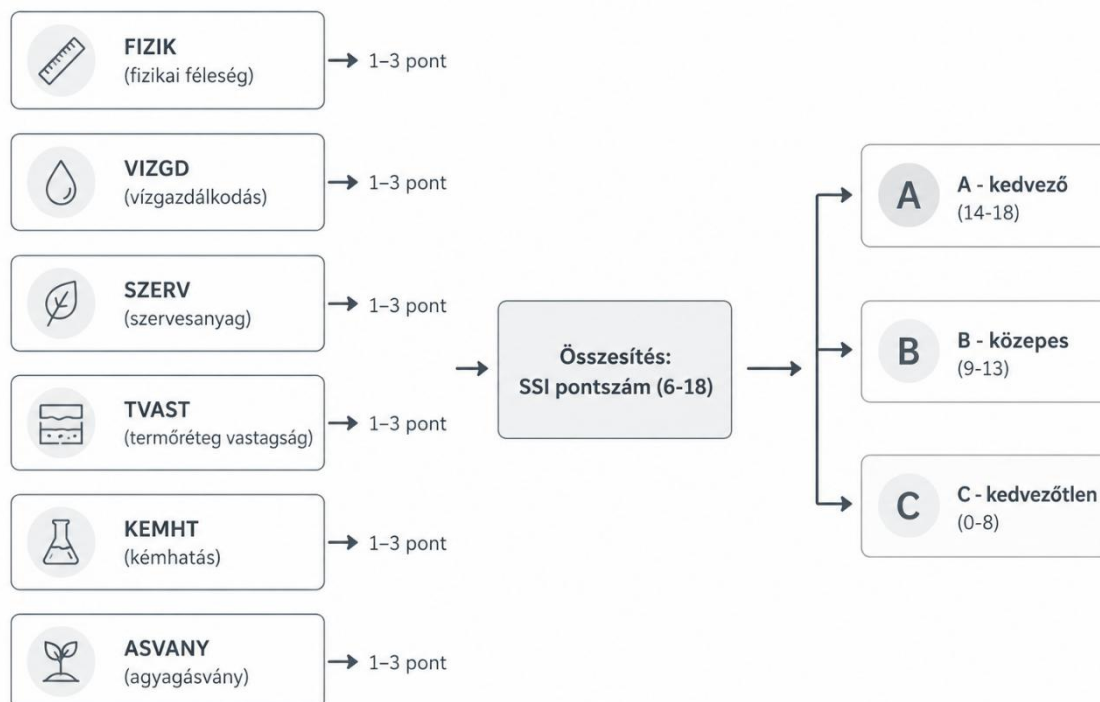 FIZIK
(fizikai féleség)
1–3 pont
VIZGD
(vízgazdálkodás)
1–3 pont
SZERV
(szervesanyag)
1–3 pont
TVAST
(termőréteg vastagság)
1–3 pont
KEMHT
(kémhatás)
1–3 pont
ASVANY
(agyagásvány)
1–3 pont
Összesítés:
SSI pontszám (6-18)
A
A - kedvező
(14-18)
B
B - közepes
(9-13)
C
C - kedvezőtlen
(0-8)